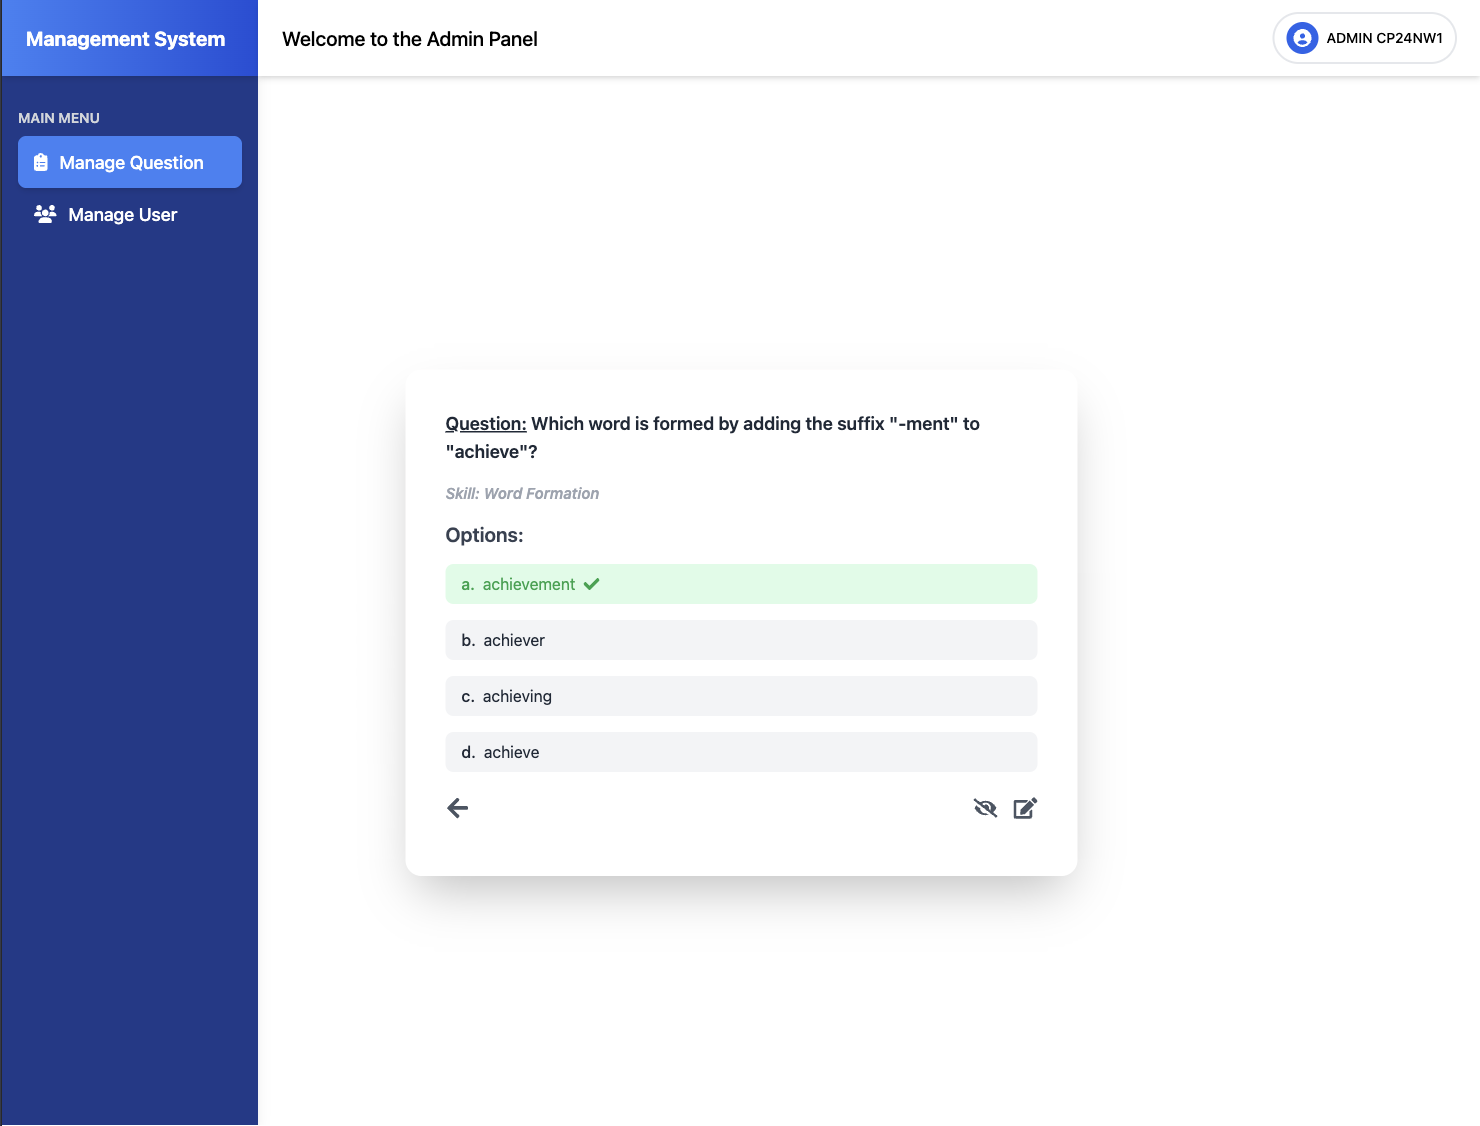 Management System
Welcome to the Admin Panel
ADMIN CP24NW1
MAIN MENU
Manage Question
Manage User
Question: Which word is formed by adding the suffix "-ment" to
"achieve"?
Skill: Word Formation
Options:
a. achievement
b. achiever
c. achieving
d. achieve